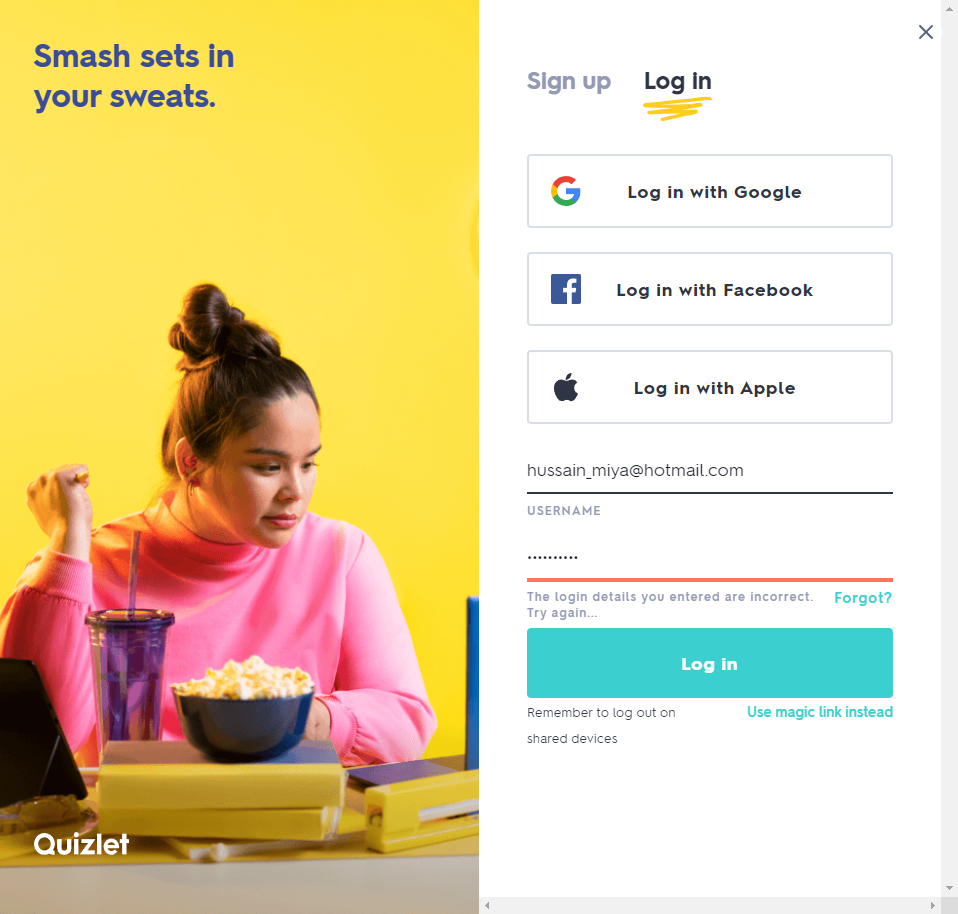 Smash sets in
your sweats.
Quizlet
Sign up Log in
Log in with Google
Log in with Facebook
Log in with Apple
hussain_miya@hotmail.com
USERNAME
••••••••••
The login details you entered are incorrect. Forgot?
Try again...
Log in
Remember to log out on Use magic link instead
shared devices